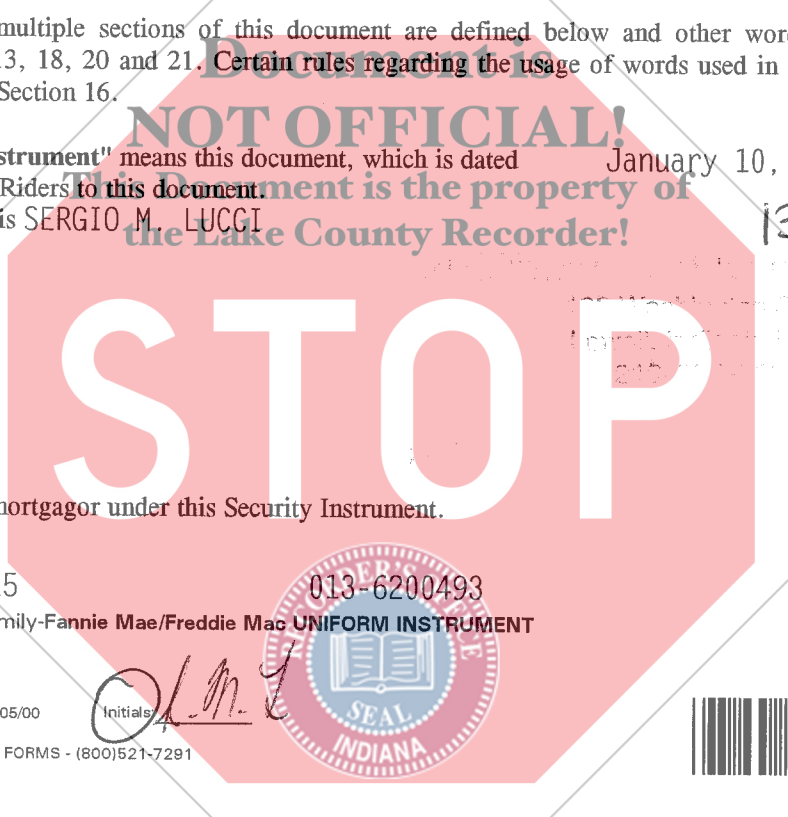 multiple sections of this document are defined below and other wor
3, 18, 20 and 21. Certain rules regarding the usage of words used in
Section 16.
Document is
NOT OFFICIAL!
This Document is the property of
the Lake County Recorder!
strument" means this document, which is dated January 10,
Riders to this document.
is SERGIO M. LUCCI
13
STOP
mortgagor under this Security Instrument.
5 013-6200493
mily-Fannie Mae/Freddie Mac UNIFORM INSTRUMENT
RECORDER'S OFFICE
SEAL
INDIANA
05/00 Initials: S.M.L
FORMS - (800)521-7291